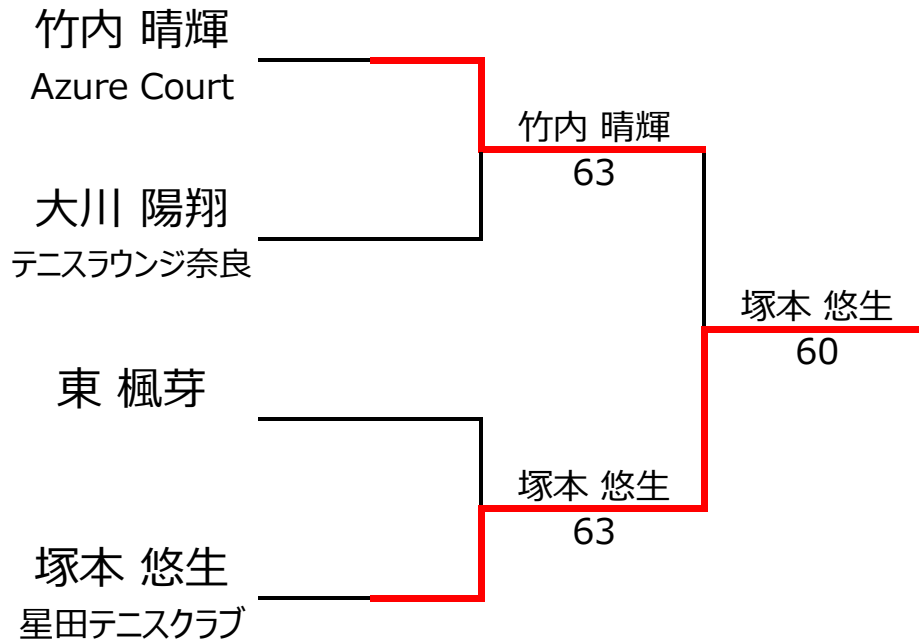 竹内 晴輝
Azure Court
竹内 晴輝
63
大川 陽翔
テニスラウンジ奈良
塚本 悠生
60
東 楓芽
塚本 悠生
63
塚本 悠生
星田テニスクラブ